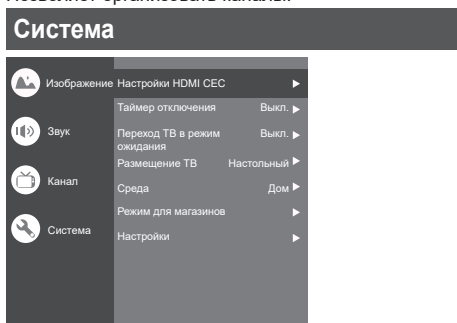 Позволяет организовать каналы.
Система
Изображение
Настройки HDMI CEC
Таймер отключения Выкл.
Звук
Переход ТВ в режим ожидания Выкл.
Размещение ТВ Настольный
Канал
Среда Дом
Режим для магазинов
Система
Настройки